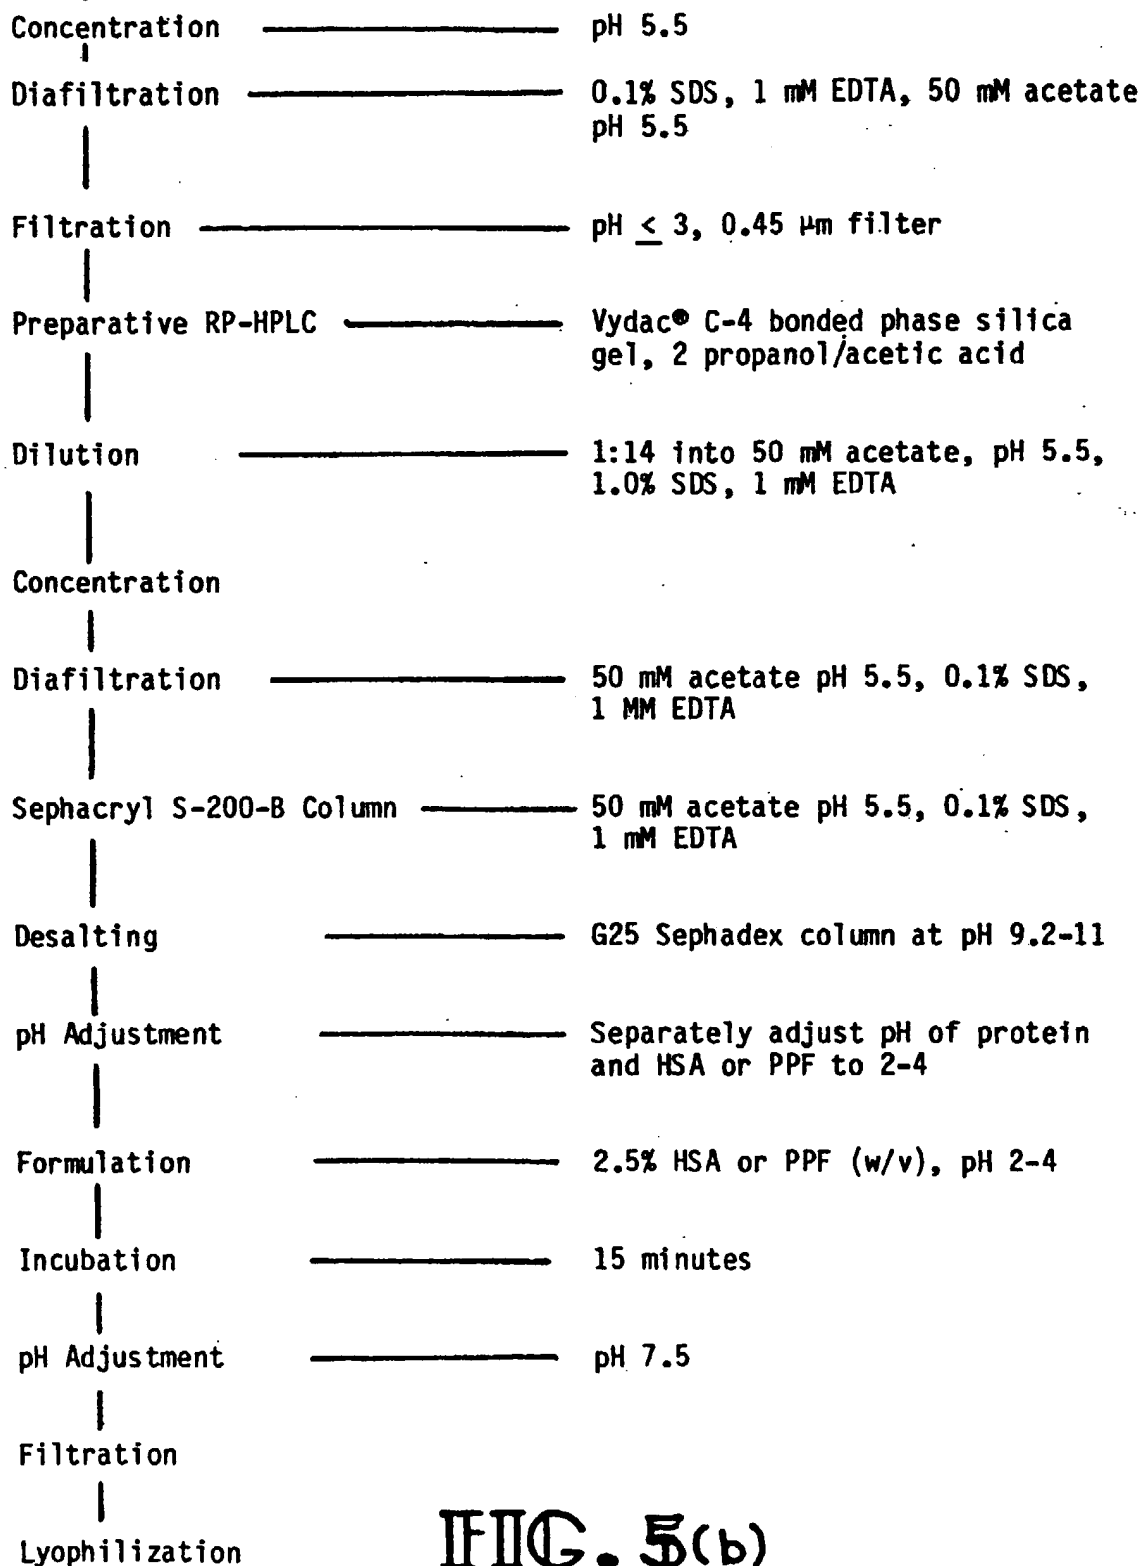 Concentration pH 5.5
Diafiltration 0.1% SDS, 1 mM EDTA, 50 mM acetate
pH 5.5
Filtration pH ≤ 3, 0.45 µm filter
Preparative RP-HPLC Vydac® C-4 bonded phase silica
gel, 2 propanol/acetic acid
Dilution 1:14 into 50 mM acetate, pH 5.5,
1.0% SDS, 1 mM EDTA
Concentration
Diafiltration 50 mM acetate pH 5.5, 0.1% SDS,
1 MM EDTA
Sephacryl S-200-B Column 50 mM acetate pH 5.5, 0.1% SDS,
1 mM EDTA
Desalting G25 Sephadex column at pH 9.2-11
pH Adjustment Separately adjust pH of protein
and HSA or PPF to 2-4
Formulation 2.5% HSA or PPF (w/v), pH 2-4
Incubation 15 minutes
pH Adjustment pH 7.5
Filtration
Lyophilization
FIG. 5(b)